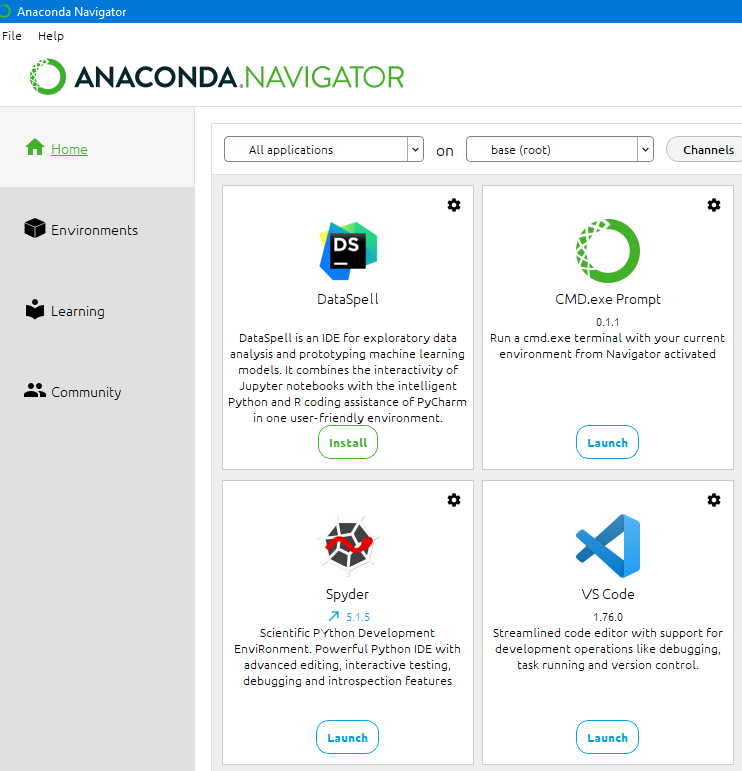 Anaconda Navigator
File Help
ANACONDA.NAVIGATOR
Home
Environments
Learning
Community
All applications
on
base (root)
Channels
DS
DataSpell
DataSpell is an IDE for exploratory data
analysis and prototyping machine learning
models. It combines the interactivity of
Jupyter notebooks with the intelligent
Python and R coding assistance of PyCharm
in one user-friendly environment.
Install
CMD.exe Prompt
0.1.1
Run a cmd.exe terminal with your current
environment from Navigator activated
Launch
Spyder
5.1.5
Scientific PYthon Development
EnviRonment. Powerful Python IDE with
advanced editing, interactive testing,
debugging and introspection features
Launch
VS Code
1.76.0
Streamlined code editor with support for
development operations like debugging,
task running and version control.
Launch